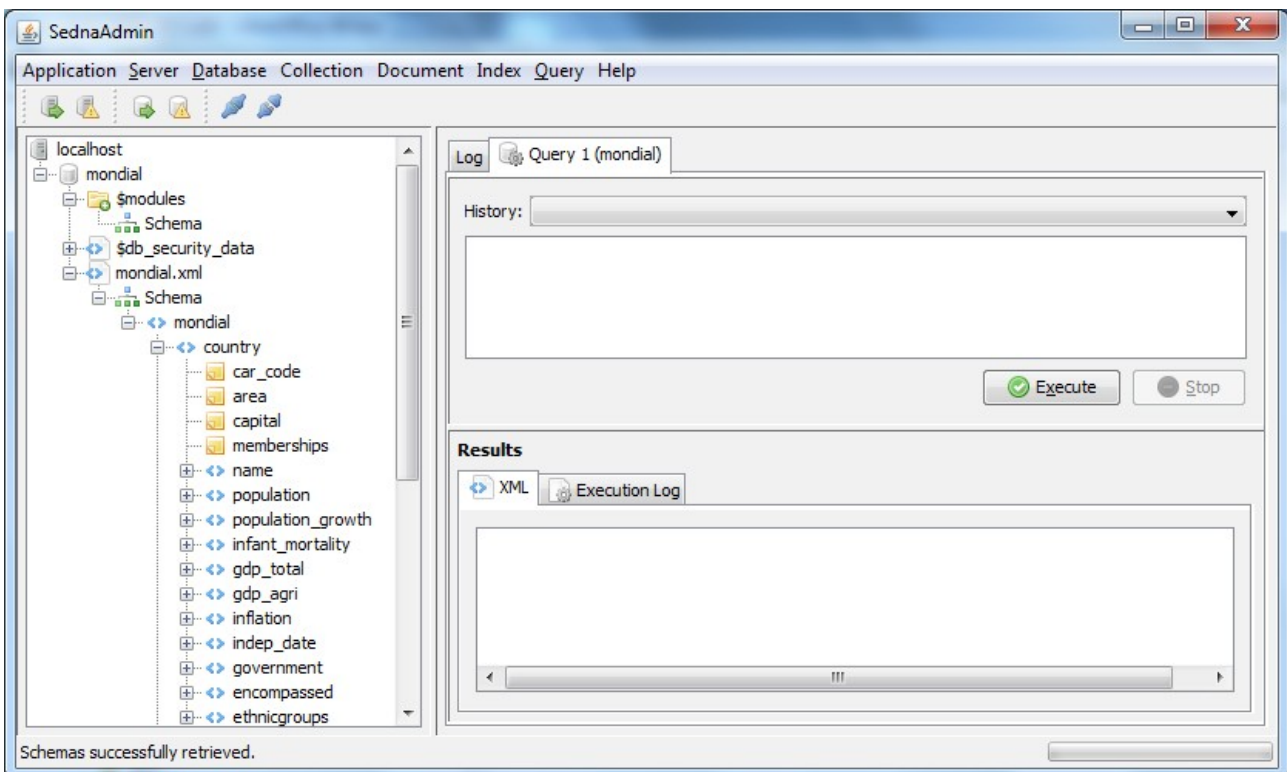 SednaAdmin
Application Server Database Collection Document Index Query Help
localhost
mondial
$modules
Schema
$db_security_data
mondial.xml
Schema
mondial
country
car_code
area
capital
memberships
name
population
population_growth
infant_mortality
gdp_total
gdp_agri
inflation
indep_date
government
encompassed
ethnicgroups
Log Query 1 (mondial)
History:
Execute Stop
Results
XML Execution Log
Schemas successfully retrieved.